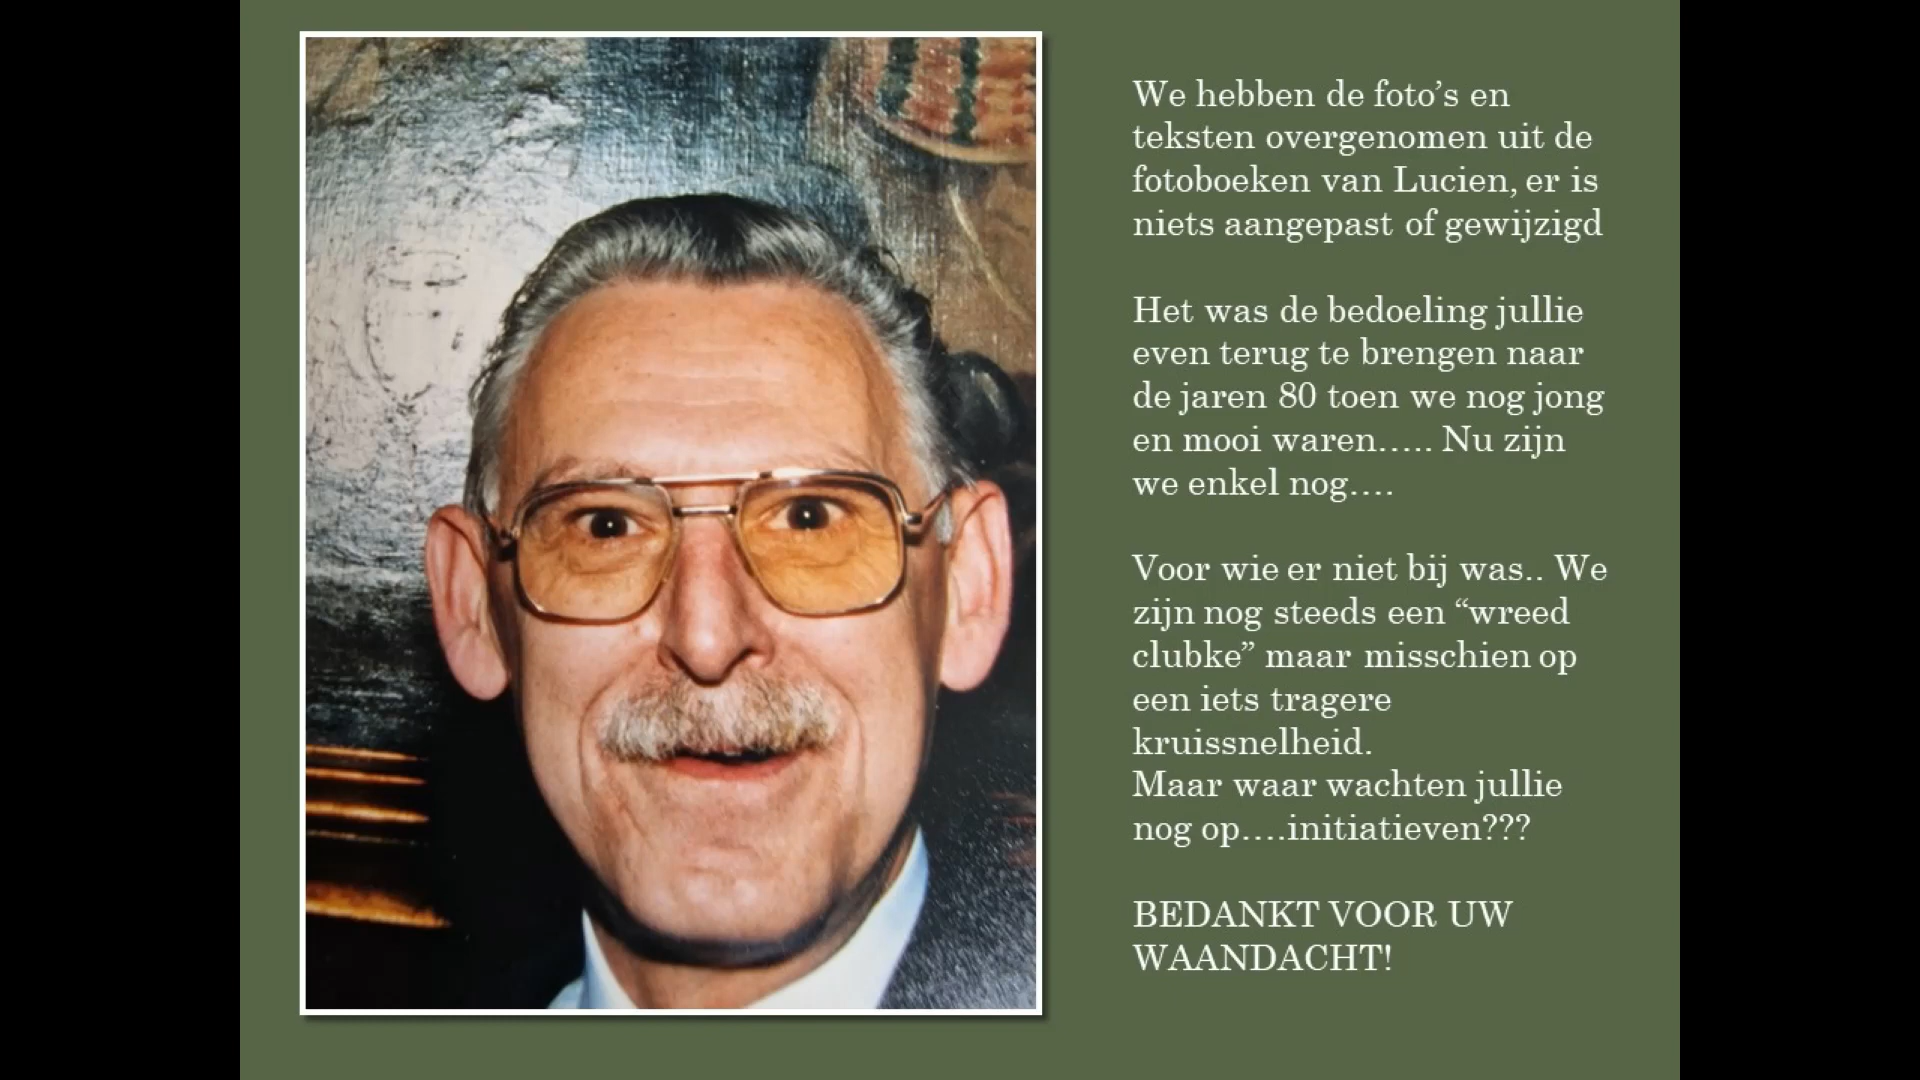 We hebben de foto’s en
teksten overgenomen uit de
fotoboeken van Lucien, er is
niets aangepast of gewijzigd
Het was de bedoeling jullie
even terug te brengen naar
de jaren 80 toen we nog jong
en mooi waren….. Nu zijn
we enkel nog….
Voor wie er niet bij was.. We
zijn nog steeds een “wreed
clubke” maar misschien op
een iets tragere
kruissnelheid.
Maar waar wachten jullie
nog op….initiatieven???
BEDANKT VOOR UW
WAANDACHT!